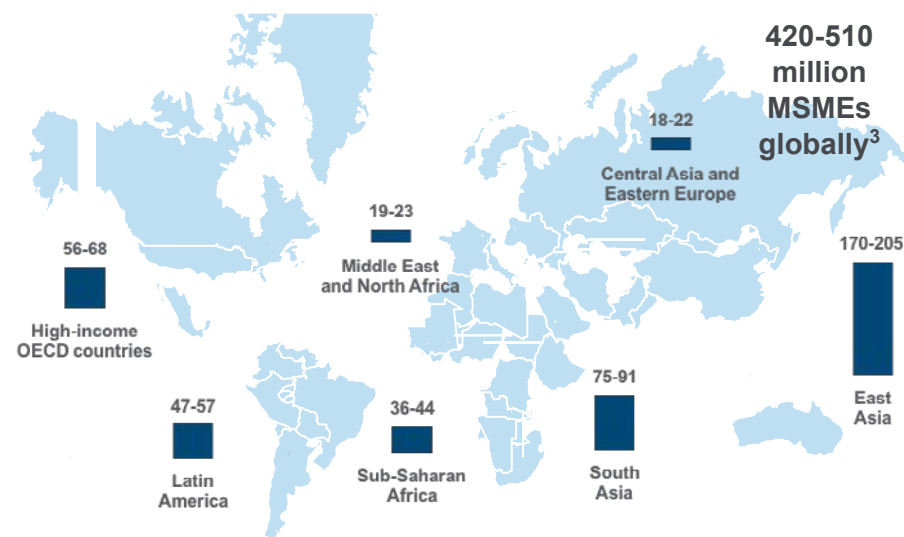 420-510
million
MSMEs
globally3
18-22
Central Asia and
Eastern Europe
19-23
Middle East
and North Africa
56-68
High-income
OECD countries
170-205
East
Asia
47-57
Latin
America
36-44
Sub-Saharan
Africa
75-91
South
Asia